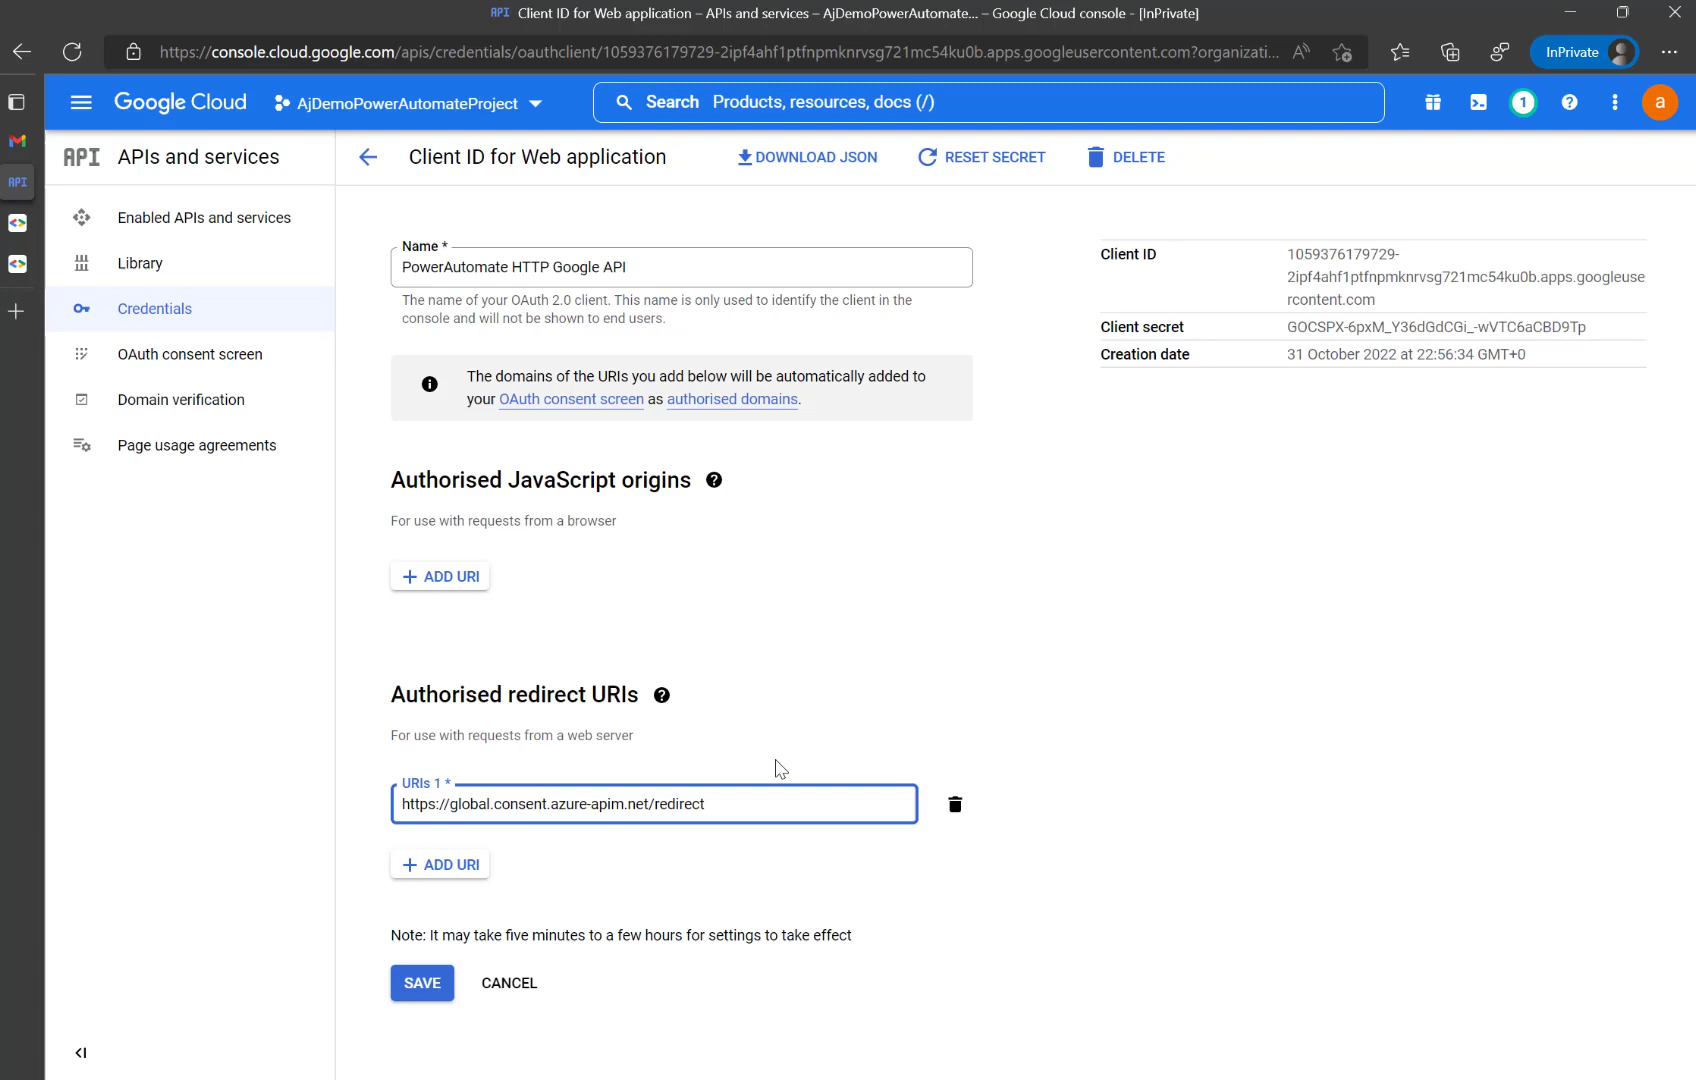 API Client ID for Web application – APIs and services – AjDemoPowerAutomate... – Google Cloud console - [InPrivate]
https://console.cloud.google.com/apis/credentials/oauthclient/1059376179729-2ipf4ahf1ptfnpmknrvsg721mc54ku0b.apps.googleusercontent.com?organizati...
InPrivate
Google Cloud
AjDemoPowerAutomateProject
Search Products, resources, docs (/)
1
a
API APIs and services
Client ID for Web application
DOWNLOAD JSON
RESET SECRET
DELETE
API
Enabled APIs and services
Library
Credentials
OAuth consent screen
Domain verification
Page usage agreements
Name *
PowerAutomate HTTP Google API
The name of your OAuth 2.0 client. This name is only used to identify the client in the
console and will not be shown to end users.
The domains of the URIs you add below will be automatically added to
your OAuth consent screen as authorised domains.
Client ID 1059376179729-
2ipf4ahf1ptfnpmknrvsg721mc54ku0b.apps.googleuse
rcontent.com
Client secret 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
Creation date 31 October 2022 at 22:56:34 GMT+0
Authorised JavaScript origins
For use with requests from a browser
+ ADD URI
Authorised redirect URIs
For use with requests from a web server
URIs 1 *
https://global.consent.azure-apim.net/redirect
+ ADD URI
Note: It may take five minutes to a few hours for settings to take effect
SAVE
CANCEL